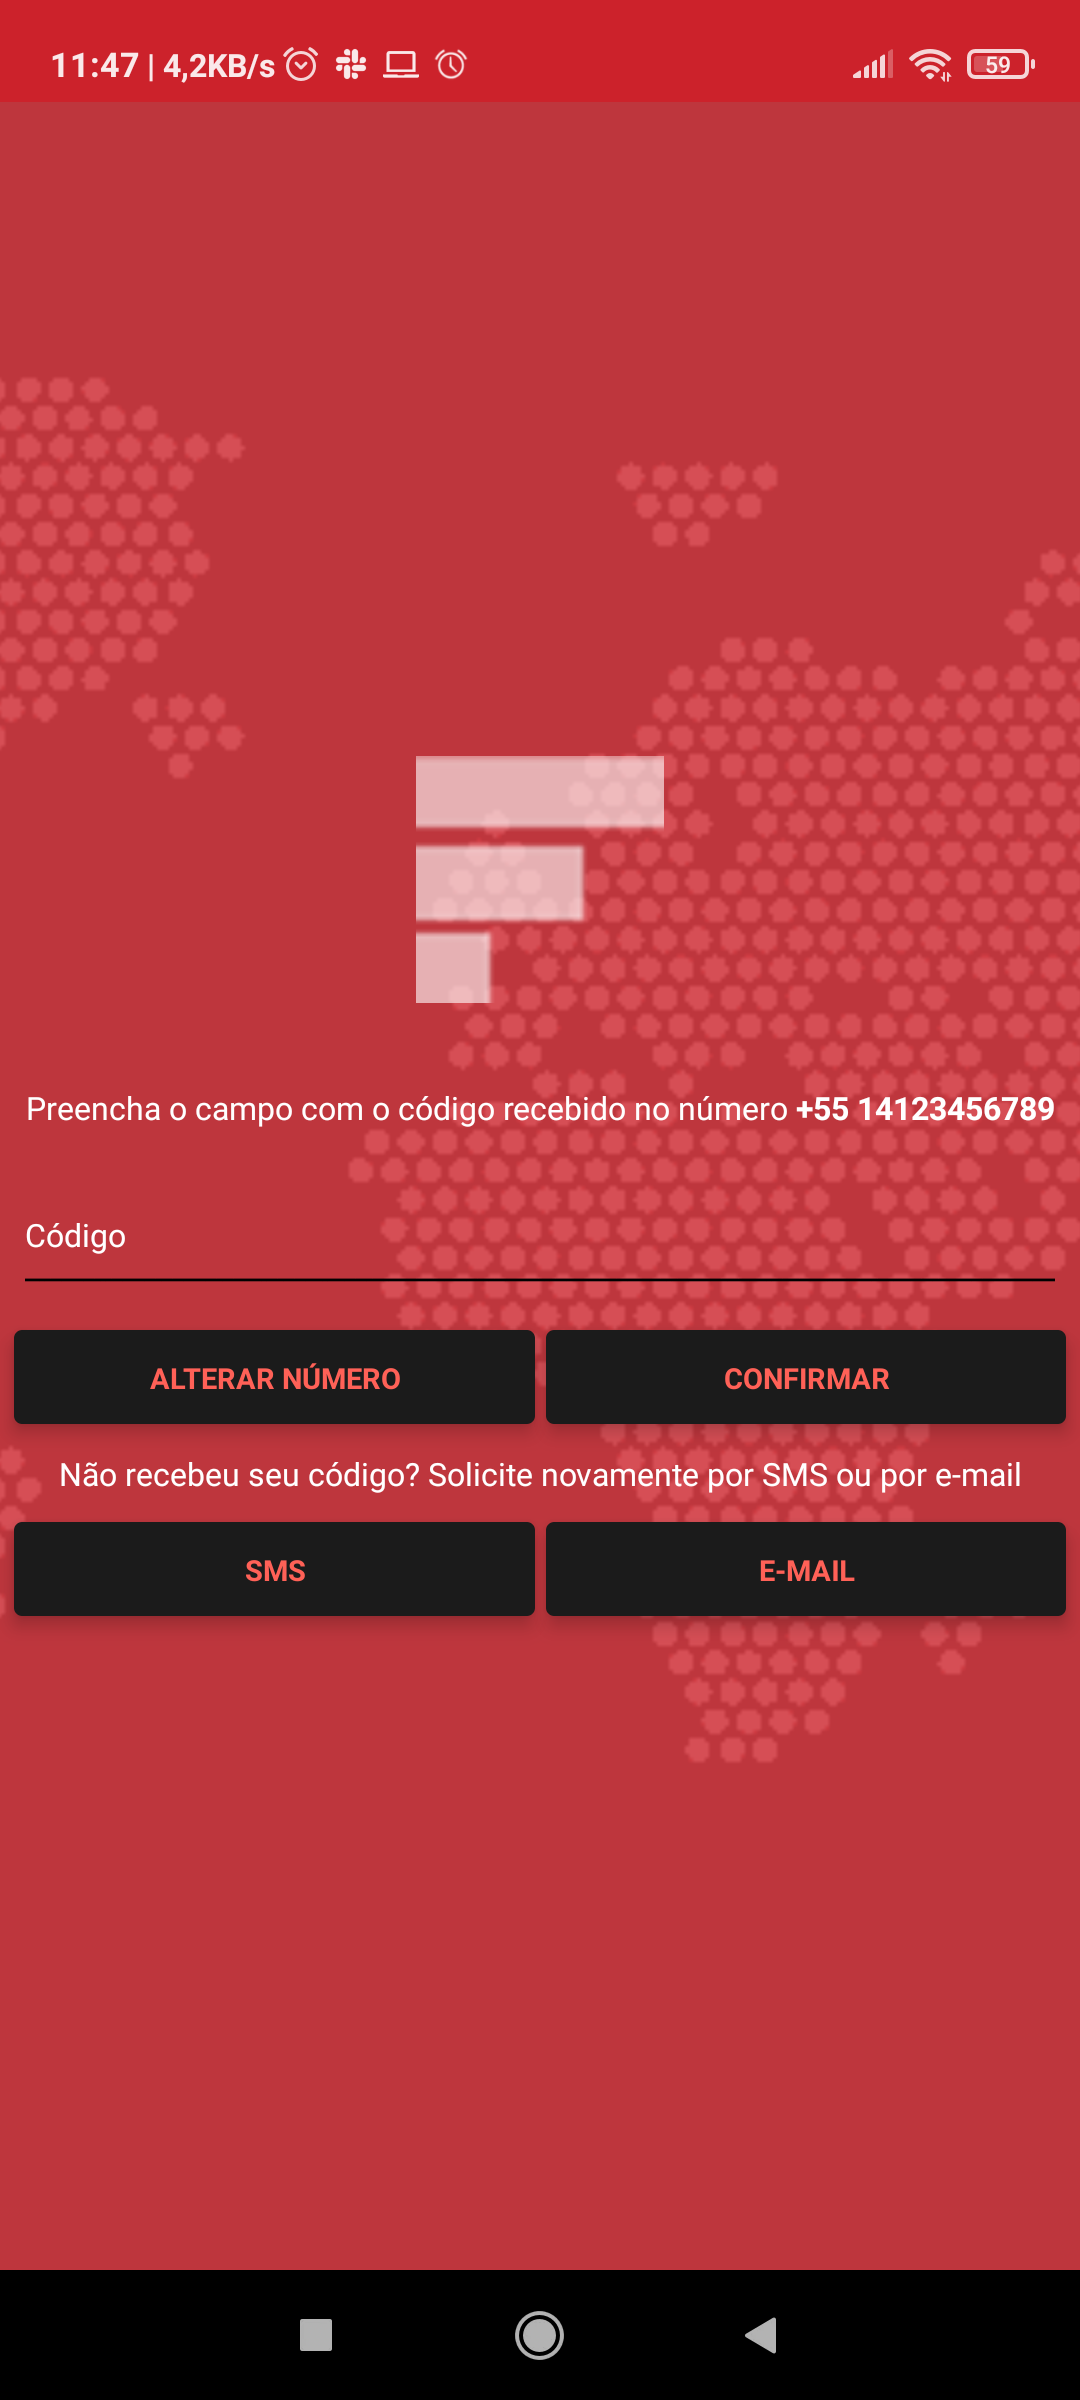 11:47 | 4,2KB/s
59
Preencha o campo com o código recebido no número +55 14123456789
Código
ALTERAR NÚMERO CONFIRMAR
Não recebeu seu código? Solicite novamente por SMS ou por e-mail
SMS E-MAIL